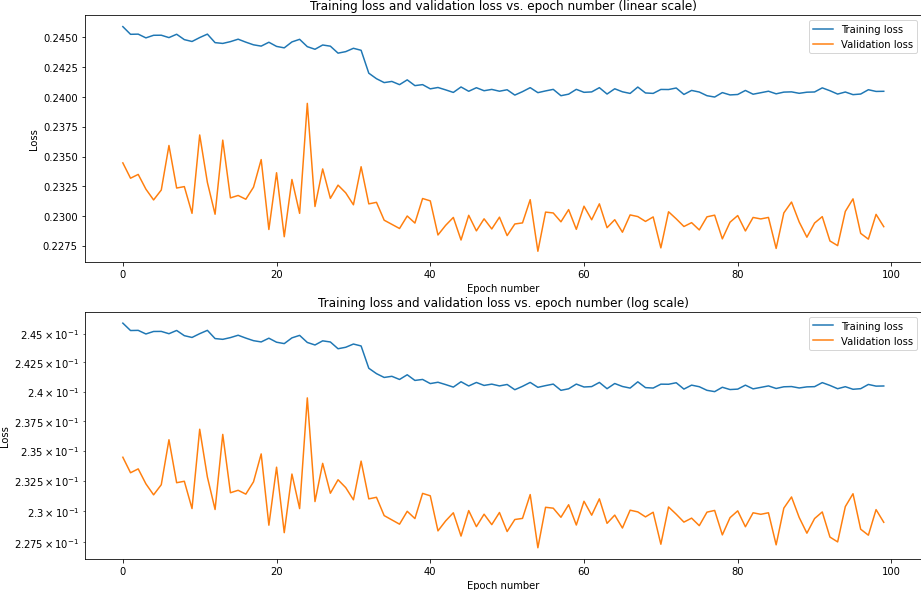 Training loss and validation loss vs. epoch number (linear scale)
Training loss
Validation loss
0.2450
0.2425
0.2400
0.2375
0.2350
0.2325
0.2300
0.2275
Loss
0 20 40 60 80 100
Epoch number
Training loss and validation loss vs. epoch number (log scale)
Training loss
Validation loss
2.45 × 10⁻¹
2.425 × 10⁻¹
2.4 × 10⁻¹
2.375 × 10⁻¹
2.35 × 10⁻¹
2.325 × 10⁻¹
2.3 × 10⁻¹
2.275 × 10⁻¹
Loss
0 20 40 60 80 100
Epoch number